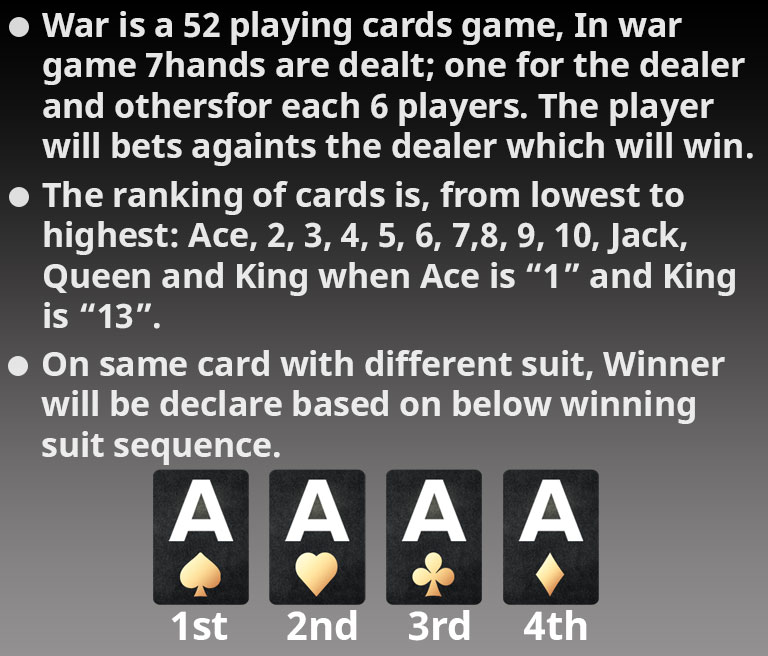 ● War is a 52 playing cards game, In war
game 7hands are dealt; one for the dealer
and othersfor each 6 players. The player
will bets againts the dealer which will win.
● The ranking of cards is, from lowest to
highest: Ace, 2, 3, 4, 5, 6, 7,8, 9, 10, Jack,
Queen and King when Ace is “1” and King
is “13”.
● On same card with different suit, Winner
will be declare based on below winning
suit sequence.
A A A A
1st 2nd 3rd 4th